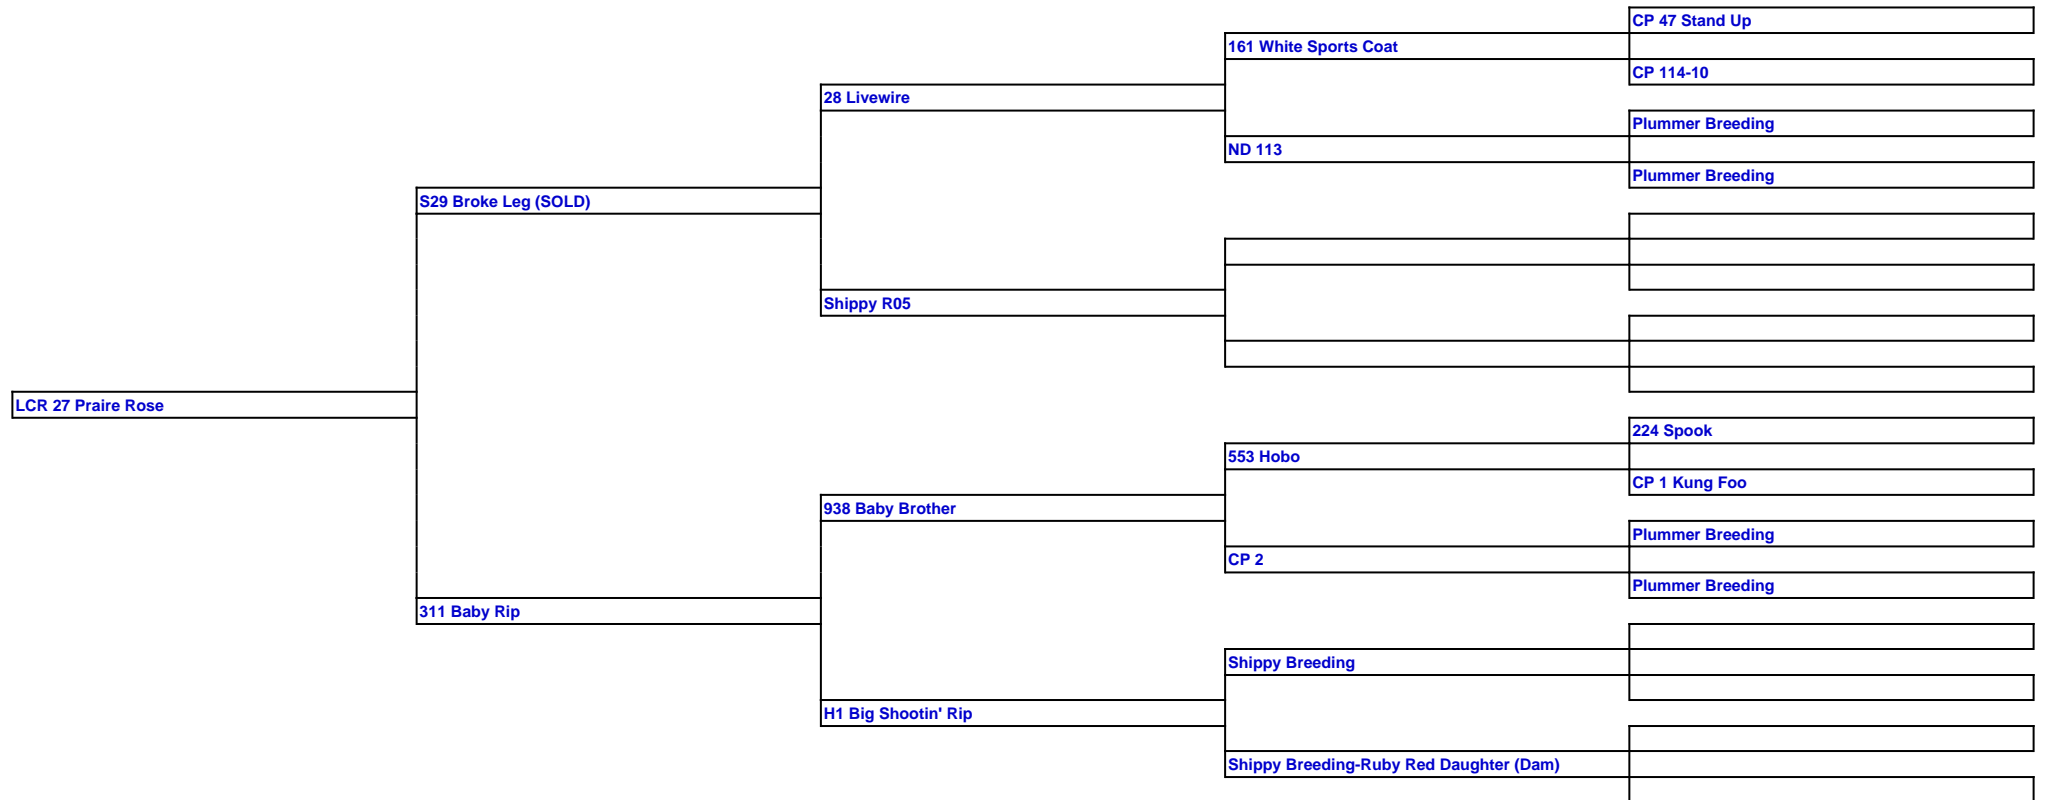 CP 47 Stand Up
161 White Sports Coat
CP 114-10
28 Livewire
Plummer Breeding
ND 113
Plummer Breeding
S29 Broke Leg (SOLD)
Shippy R05
LCR 27 Praire Rose
224 Spook
553 Hobo
CP 1 Kung Foo
938 Baby Brother
Plummer Breeding
CP 2
Plummer Breeding
311 Baby Rip
Shippy Breeding
H1 Big Shootin' Rip
Shippy Breeding-Ruby Red Daughter (Dam)